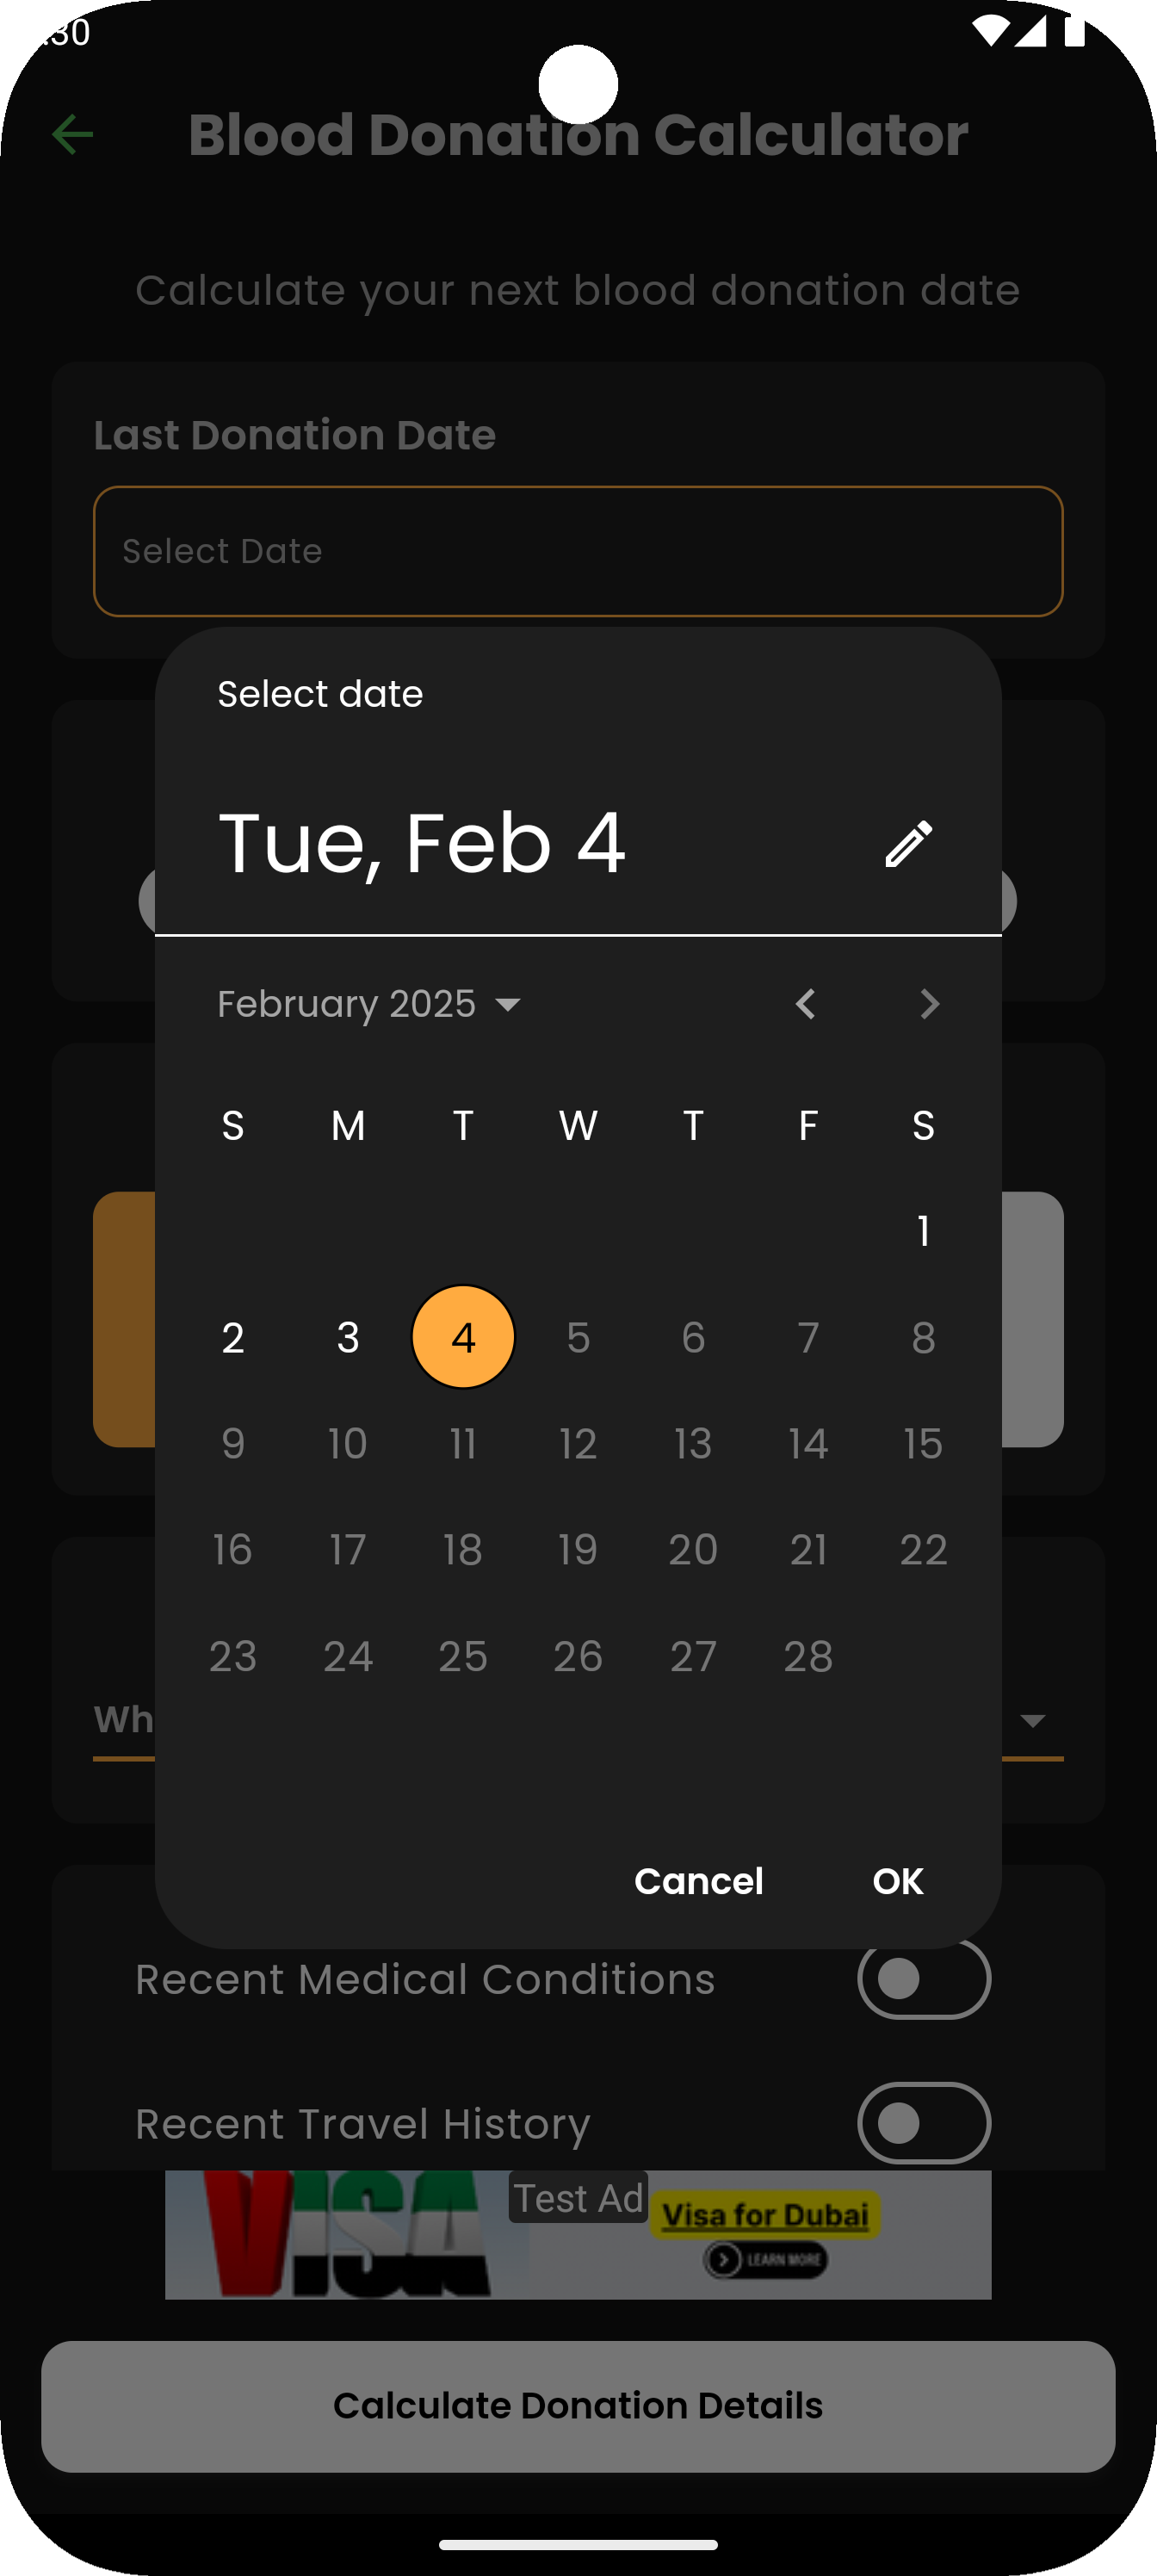 :30
Blood Donation Calculator
Calculate your next blood donation date
Last Donation Date
Select Date
Select date
Tue, Feb 4
February 2025
S M T W T F S
1
2 3 4 5 6 7 8
9 10 11 12 13 14 15
16 17 18 19 20 21 22
23 24 25 26 27 28
Wh
Cancel OK
Recent Medical Conditions
Recent Travel History
VISA
Test Ad
Visa for Dubai
LEARN MORE
Calculate Donation Details